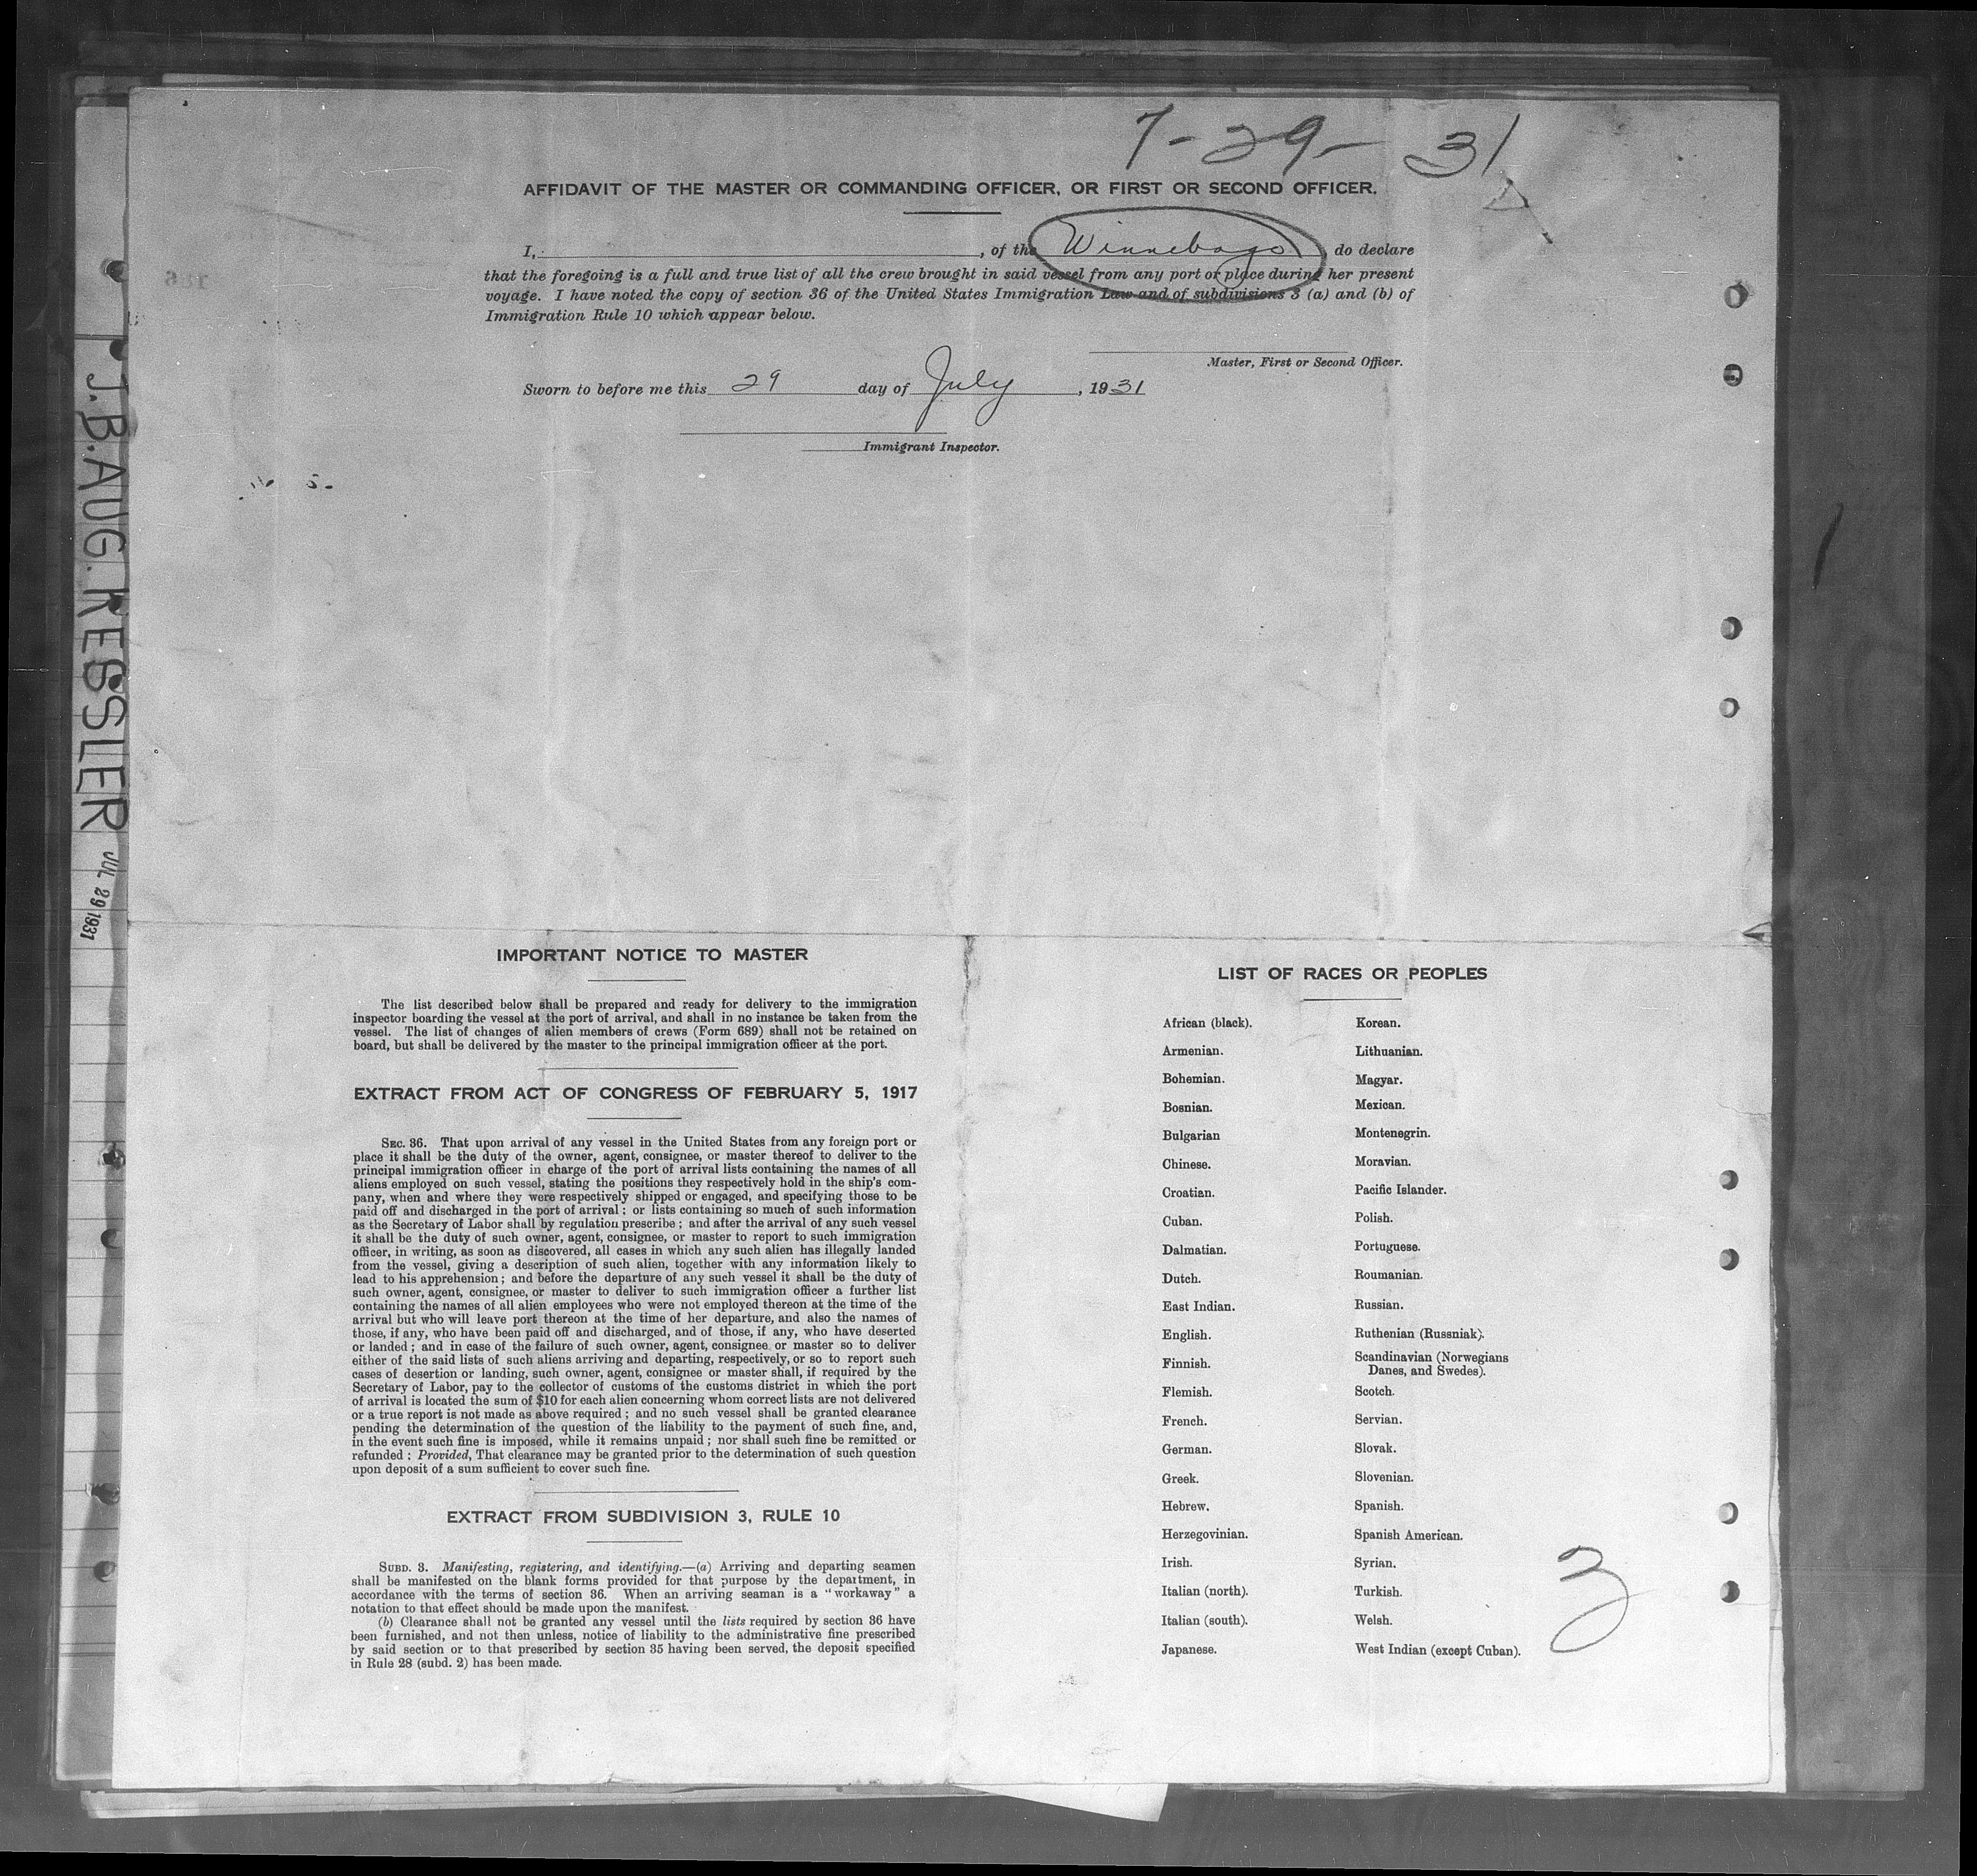 7-29-31
AFFIDAVIT OF THE MASTER OR COMMANDING OFFICER, OR FIRST OR SECOND OFFICER.
I, , of the Winnebago do declare
that the foregoing is a full and true list of all the crew brought in said vessel from any port or place during her present
voyage. I have noted the copy of section 36 of the United States Immigration Law and of subdivisions 3 (a) and (b) of
Immigration Rule 10 which appear below.
Master, First or Second Officer.
Sworn to before me this 29 day of July, 1931
Immigrant Inspector.
J.B. AUG. RESSLER JUL 29 1931
IMPORTANT NOTICE TO MASTER
The list described below shall be prepared and ready for delivery to the immigration
inspector boarding the vessel at the port of arrival, and shall in no instance be taken from the
vessel. The list of changes of alien members of crews (Form 689) shall not be retained on
board, but shall be delivered by the master to the principal immigration officer at the port.
EXTRACT FROM ACT OF CONGRESS OF FEBRUARY 5, 1917
SEC. 36. That upon arrival of any vessel in the United States from any foreign port or
place it shall be the duty of the owner, agent, consignee, or master thereof to deliver to the
principal immigration officer in charge of the port of arrival lists containing the names of all
aliens employed on such vessel, stating the positions they respectively hold in the ship's com-
pany, when and where they were respectively shipped or engaged, and specifying those to be
paid off and discharged in the port of arrival; or lists containing so much of such information
as the Secretary of Labor shall by regulation prescribe; and after the arrival of any such vessel
it shall be the duty of such owner, agent, consignee, or master to report to such immigration
officer, in writing, as soon as discovered, all cases in which any such alien has illegally landed
from the vessel, giving a description of such alien, together with any information likely to
lead to his apprehension; and before the departure of any such vessel it shall be the duty of
such owner, agent, consignee, or master to deliver to such immigration officer a further list
containing the names of all alien employees who were not employed thereon at the time of the
arrival but who will leave port thereon at the time of her departure, and also the names of
those, if any, who have been paid off and discharged, and of those, if any, who have deserted
or landed; and in case of the failure of such owner, agent, consignee or master so to deliver
either of the said lists of such aliens arriving and departing, respectively, or so to report such
cases of desertion or landing, such owner, agent, consignee or master shall, if required by the
Secretary of Labor, pay to the collector of customs of the customs district in which the port
of arrival is located the sum of $10 for each alien concerning whom correct lists are not delivered
or a true report is not made as above required; and no such vessel shall be granted clearance
pending the determination of the question of the liability to the payment of such fine, and,
in the event such fine is imposed, while it remains unpaid; nor shall such fine be remitted or
refunded; Provided, That clearance may be granted prior to the determination of such question
upon deposit of a sum sufficient to cover such fine.
EXTRACT FROM SUBDIVISION 3, RULE 10
SUBD. 3. Manifesting, registering, and identifying.—(a) Arriving and departing seamen
shall be manifested on the blank forms provided for that purpose by the department, in
accordance with the terms of section 36. When an arriving seaman is a "workaway" a
notation to that effect should be made upon the manifest.
(b) Clearance shall not be granted any vessel until the lists required by section 36 have
been furnished, and not then unless, notice of liability to the administrative fine prescribed
by said section or to that prescribed by section 35 having been served, the deposit specified
in Rule 28 (subd. 2) has been made.
LIST OF RACES OR PEOPLES
African (black).
Armenian.
Bohemian.
Bosnian.
Bulgarian
Chinese.
Croatian.
Cuban.
Dalmatian.
Dutch.
East Indian.
English.
Finnish.
Flemish.
French.
German.
Greek.
Hebrew.
Herzegovinian.
Irish.
Italian (north).
Italian (south).
Japanese.
Korean.
Lithuanian.
Magyar.
Mexican.
Montenegrin.
Moravian.
Pacific Islander.
Polish.
Portuguese.
Roumanian.
Russian.
Ruthenian (Russniak).
Scandinavian (Norwegians
Danes, and Swedes).
Scotch.
Servian.
Slovak.
Slovenian.
Spanish.
Spanish American.
Syrian.
Turkish.
Welsh.
West Indian (except Cuban).
3